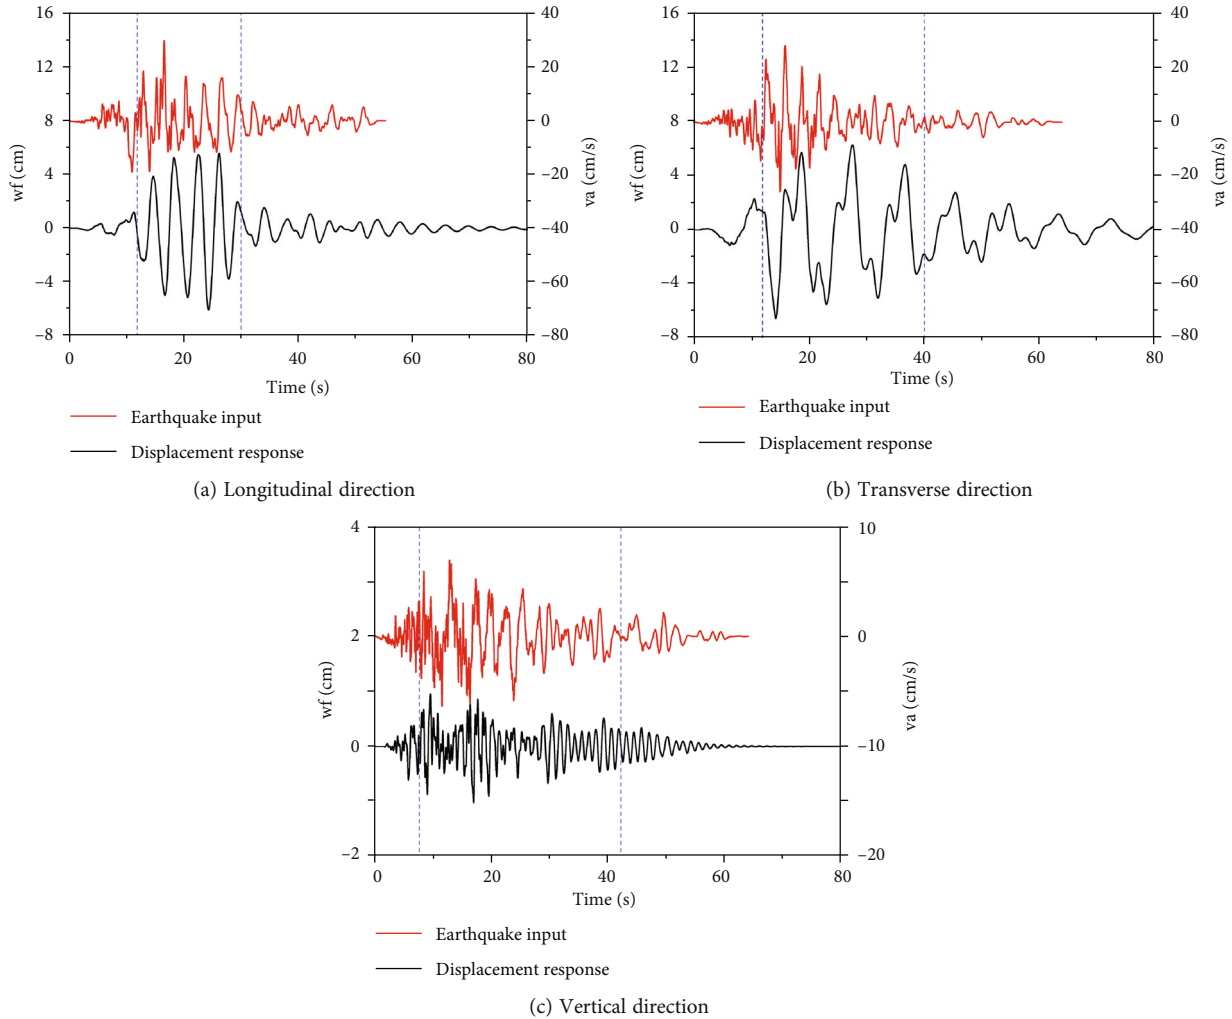 16
12
8
4
0
−4
−8
wf (cm)
40
20
0
−20
−40
−60
−80
va (cm/s)
0
20
40
60
80
Time (s)
Earthquake input
Displacement response
(a) Longitudinal direction
16
12
8
4
0
−4
−8
wf (cm)
40
20
0
−20
−40
−60
−80
va (cm/s)
0
20
40
60
80
Time (s)
Earthquake input
Displacement response
(b) Transverse direction
4
2
0
−2
wf (cm)
10
0
−10
−20
va (cm/s)
0
20
40
60
80
Time (s)
Earthquake input
Displacement response
(c) Vertical direction